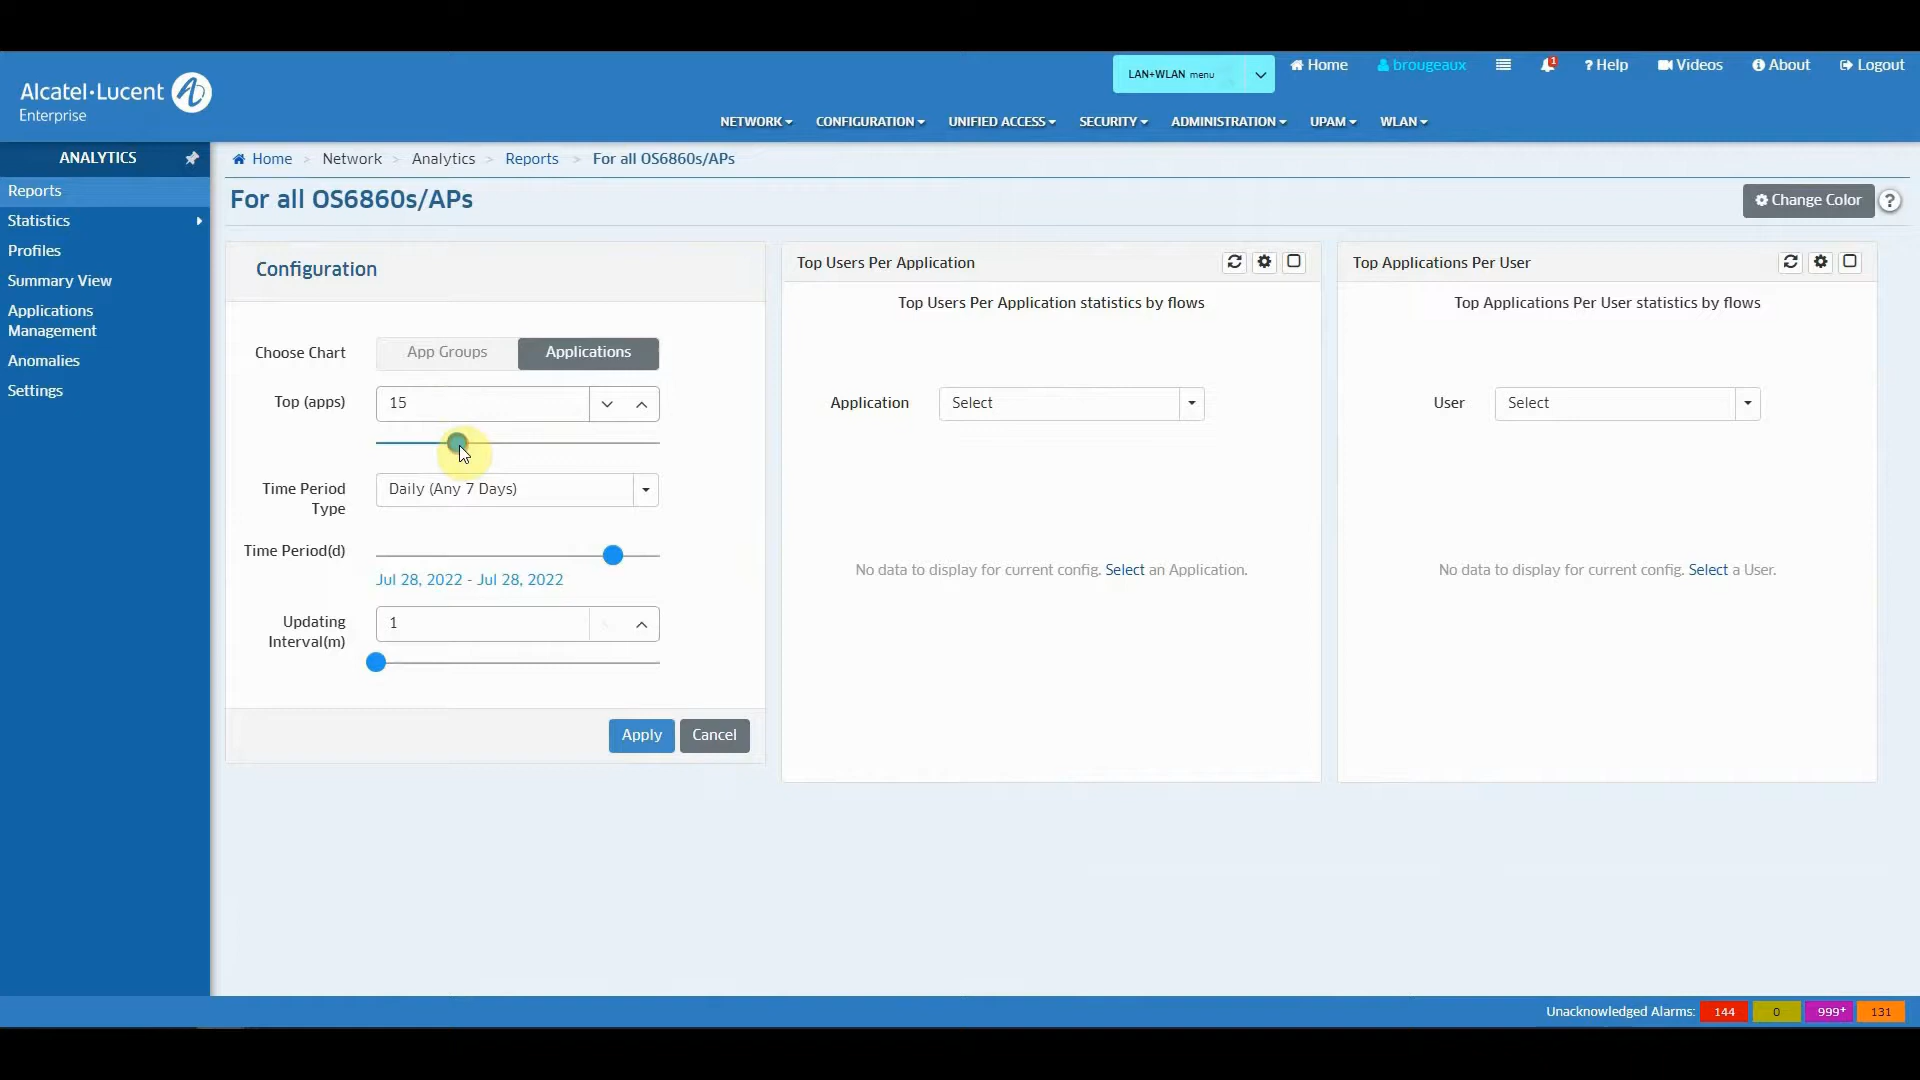 LAN+WLAN menu
Home
brougeaux
1
? Help
Videos
About
Logout
Alcatel·Lucent
Enterprise
NETWORK
CONFIGURATION
UNIFIED ACCESS
SECURITY
ADMINISTRATION
UPAM
WLAN
ANALYTICS
Reports
Statistics
Profiles
Summary View
Applications
Management
Anomalies
Settings
Home > Network > Analytics > Reports > For all OS6860s/APs
For all OS6860s/APs
Change Color
?
Configuration
Choose Chart
App Groups
Applications
Top (apps)
15
Time Period
Type
Daily (Any 7 Days)
Time Period(d)
Jul 28, 2022 - Jul 28, 2022
Updating
Interval(m)
1
Apply
Cancel
Top Users Per Application
Top Users Per Application statistics by flows
Application
Select
No data to display for current config. Select an Application.
Top Applications Per User
Top Applications Per User statistics by flows
User
Select
No data to display for current config. Select a User.
Unacknowledged Alarms:
144
0
999+
131